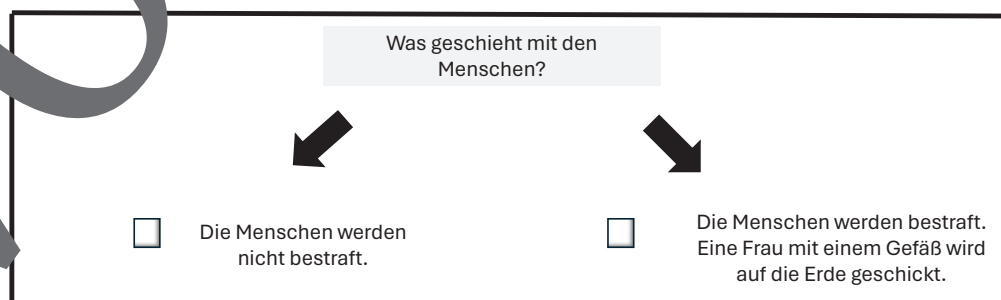 Was geschieht mit den
Menschen?
Die Menschen werden
nicht bestraft.
Die Menschen werden bestraft.
Eine Frau mit einem Gefäß wird
auf die Erde geschickt.